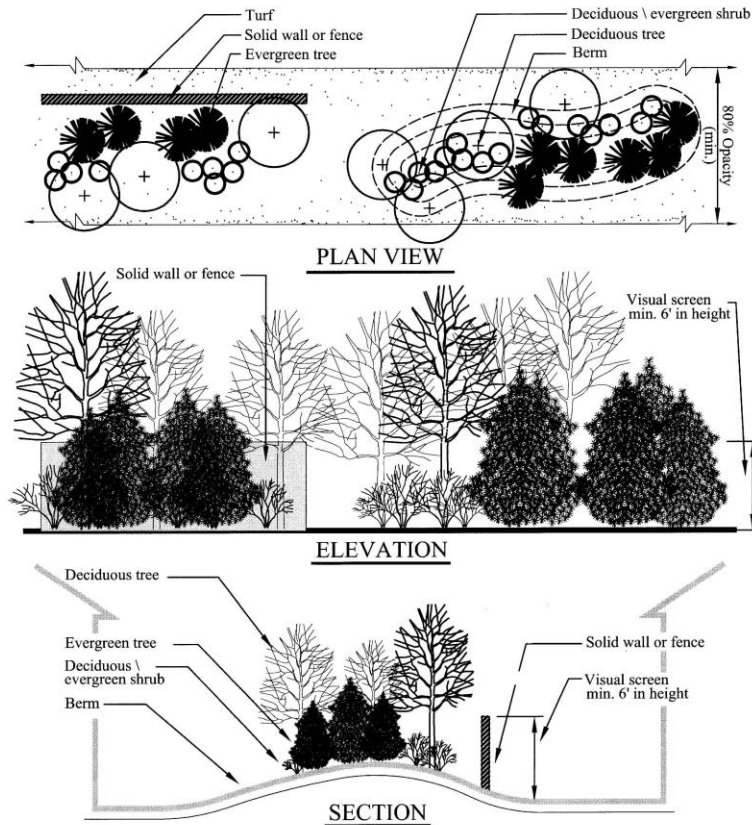 Turf
Solid wall or fence
Evergreen tree
Deciduous \ evergreen shrub
Deciduous tree
Berm
80% Opacity
(min.)
PLAN VIEW
Solid wall or fence
Visual screen
min. 6' in height
ELEVATION
Deciduous tree
Evergreen tree
Deciduous \
evergreen shrub
Berm
Solid wall or fence
Visual screen
min. 6' in height
SECTION